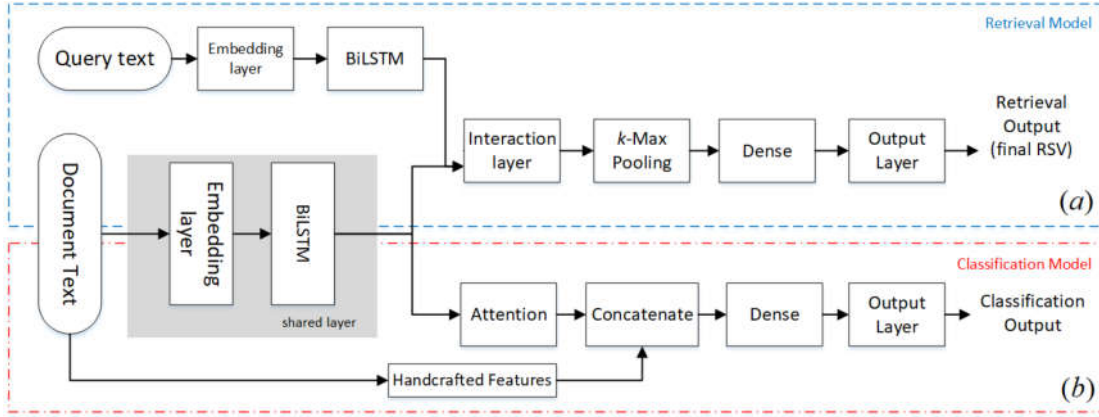 Retrieval Model
Query text
Embedding
layer
BiLSTM
Interaction
layer
k-Max
Pooling
Dense
Output
Layer
Retrieval
Output
(final RSV)
(a)
Document Text
Embedding
layer
BiLSTM
shared layer
Classification Model
Attention
Concatenate
Dense
Output
Layer
Classification
Output
Handcrafted Features
(b)